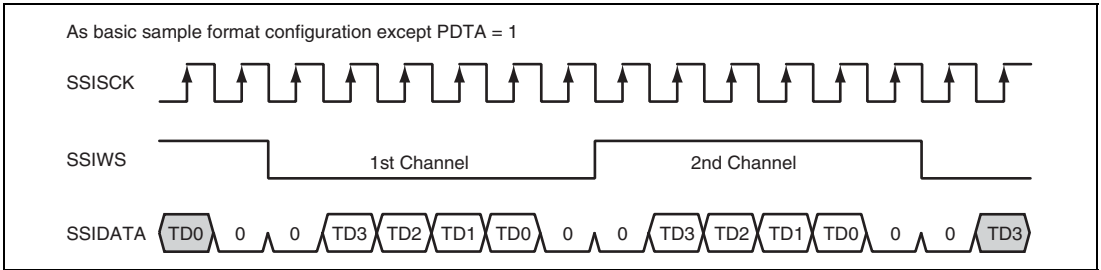 As basic sample format configuration except PDTA = 1
SSISCK
SSIWS 1st Channel 2nd Channel
SSIDATA TD0 0 0 TD3 TD2 TD1 TD0 0 0 TD3 TD2 TD1 TD0 0 0 TD3